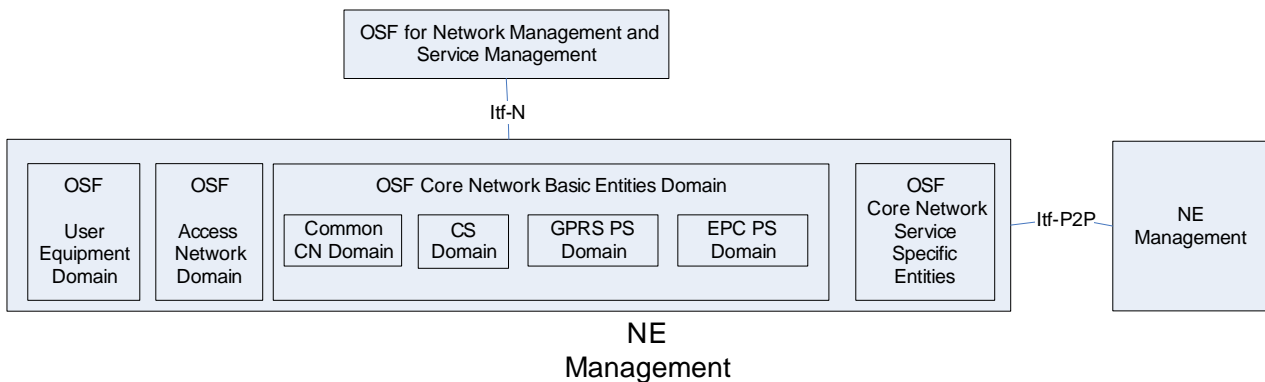 OSF for Network Management and
Service Management
Itf-N
OSF
User
Equipment
Domain
OSF
Access
Network
Domain
OSF Core Network Basic Entities Domain
Common
CN Domain
CS
Domain
GPRS PS
Domain
EPC PS
Domain
OSF
Core Network
Service
Specific
Entities
Itf-P2P
NE
Management
NE
Management